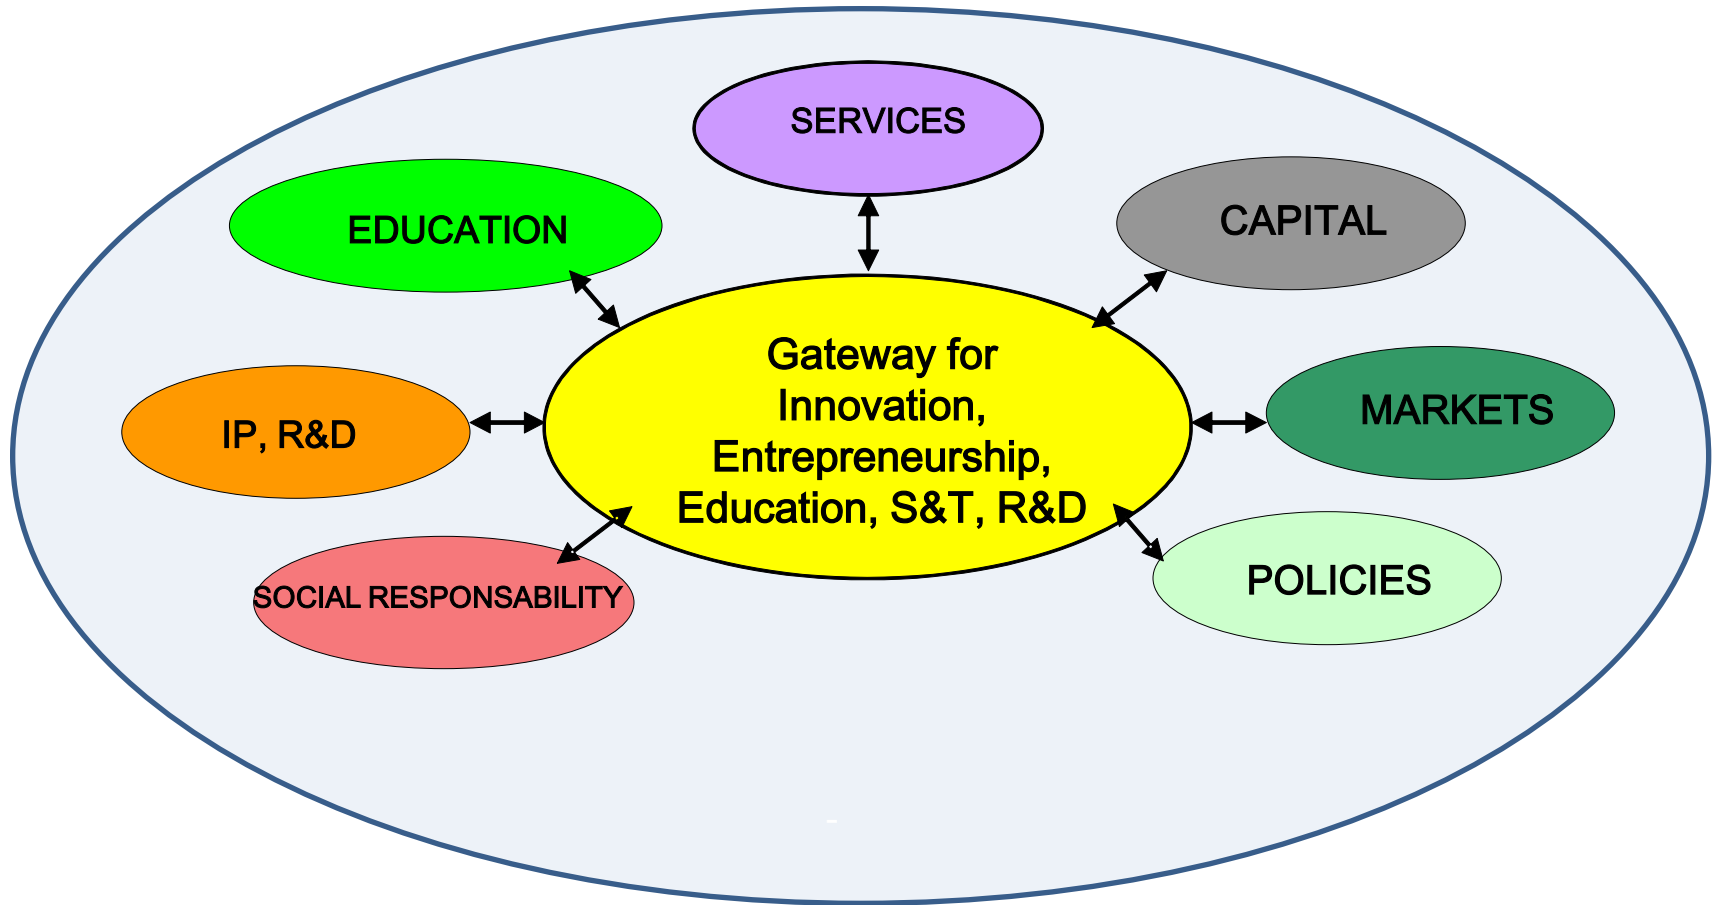 SERVICES
EDUCATION
CAPITAL
Gateway for
Innovation,
Entrepreneurship,
Education, S&T, R&D
IP, R&D
MARKETS
SOCIAL RESPONSABILITY
POLICIES
-